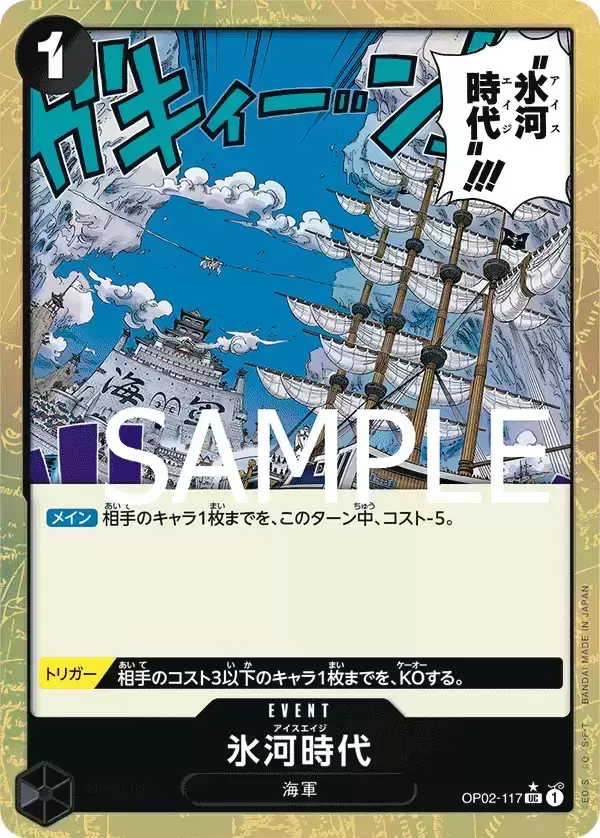 1
ガキィーン
"氷河時代"!!!
アイスエイジ
海軍
SAMPLE
メイン 相手のキャラ1枚までを、このターン中、コスト-5。
トリガー 相手のコスト3以下のキャラ1枚までを、KOする。
EVENT
アイスエイジ
氷河時代
海軍
OP02-117 UC 1
BANDAI MADE IN JAPAN